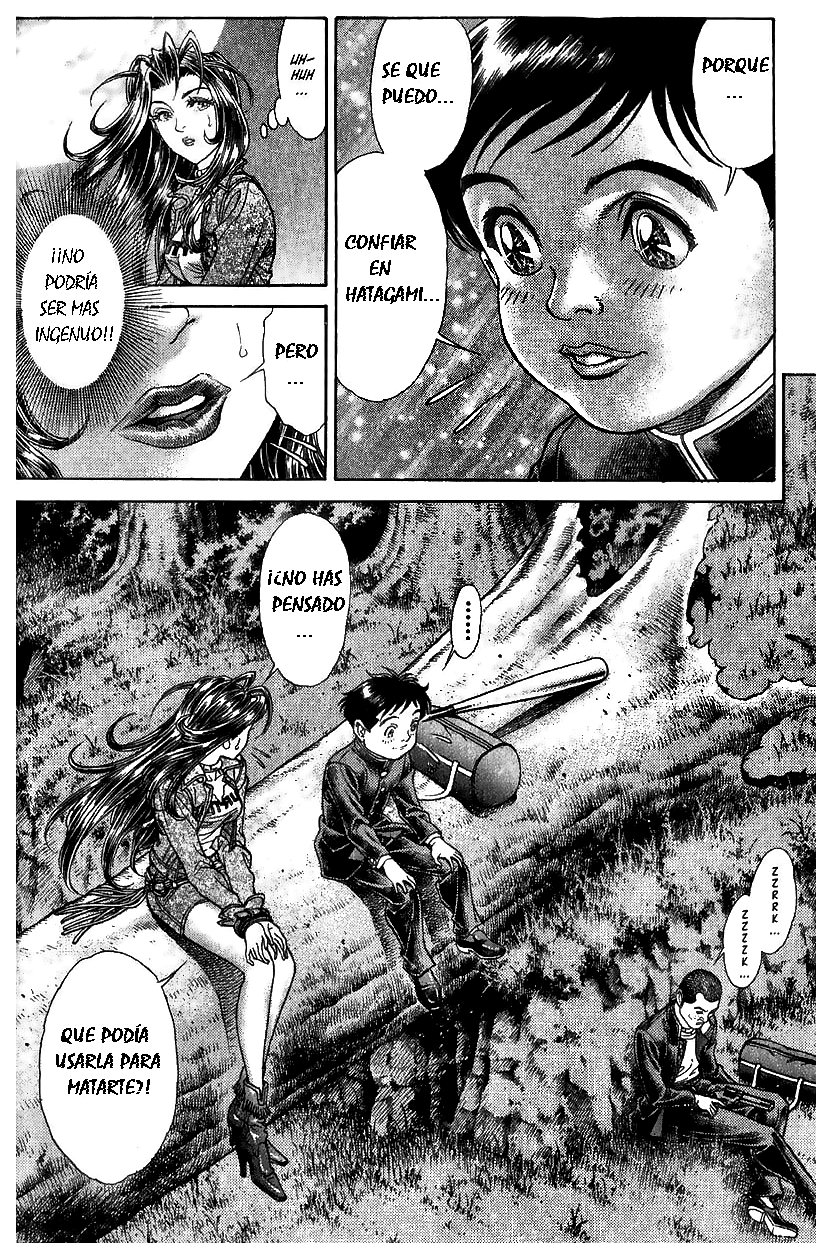 PORQUE
...
SE QUE
PUEDO...
CONFIAR
EN
HATAGAMI...
UH-
HUH
...
PERO
...
¡¡NO
PODRÍA
SER MAS
INGENUO!!
¡¿NO HAS
PENSADO
...
......
QUE PODÍA
USARLA PARA
MATARTE?!
ZZRRK...
ZZZZK...